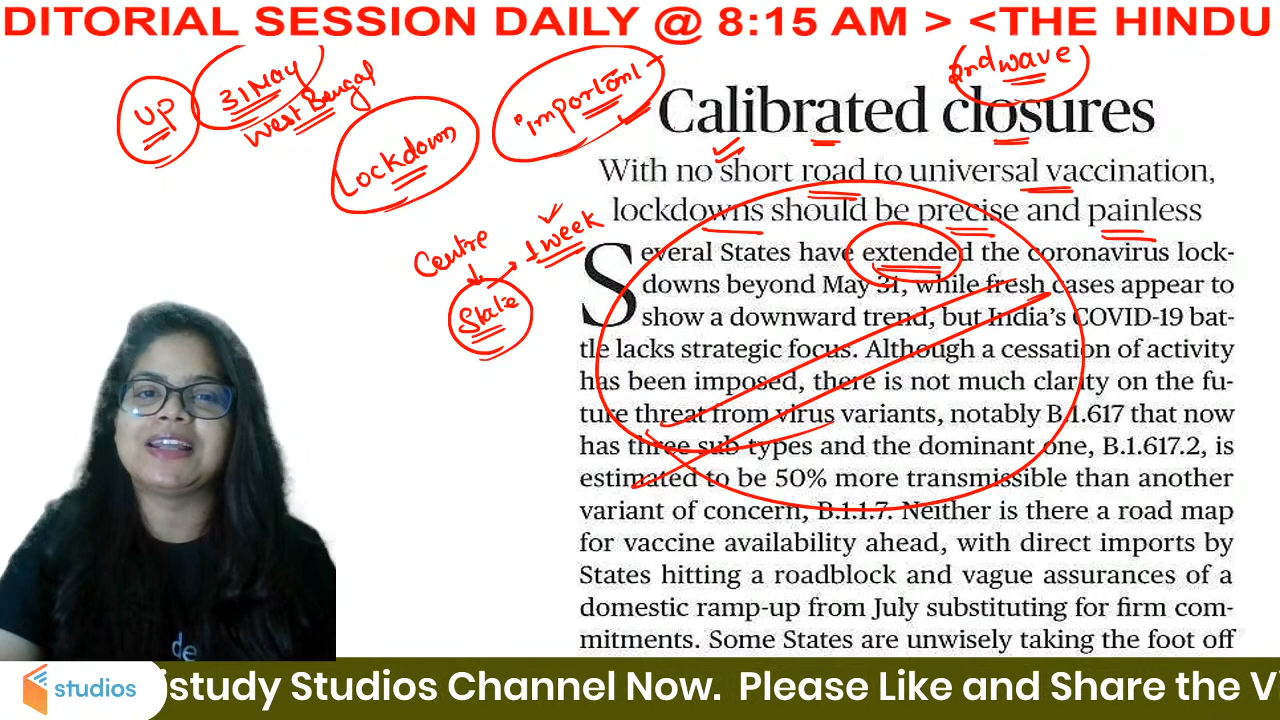 DITORIAL SESSION DAILY @ 8:15 AM > <THE HINDU
UP
31 May
West Bengal
Lockdown
"important
2nd wave
Centre
State
1 week
Calibrated closures
With no short road to universal vaccination,
lockdowns should be precise and painless
Several States have extended the coronavirus lock-
downs beyond May 31, while fresh cases appear to
show a downward trend, but India's COVID-19 bat-
tle lacks strategic focus. Although a cessation of activity
has been imposed, there is not much clarity on the fu-
ture threat from virus variants, notably B.1.617 that now
has three sub types and the dominant one, B.1.617.2, is
estimated to be 50% more transmissible than another
variant of concern, B.1.1.7. Neither is there a road map
for vaccine availability ahead, with direct imports by
States hitting a roadblock and vague assurances of a
domestic ramp-up from July substituting for firm com-
mitments. Some States are unwisely taking the foot off
de
studios
istudy Studios Channel Now. Please Like and Share the V